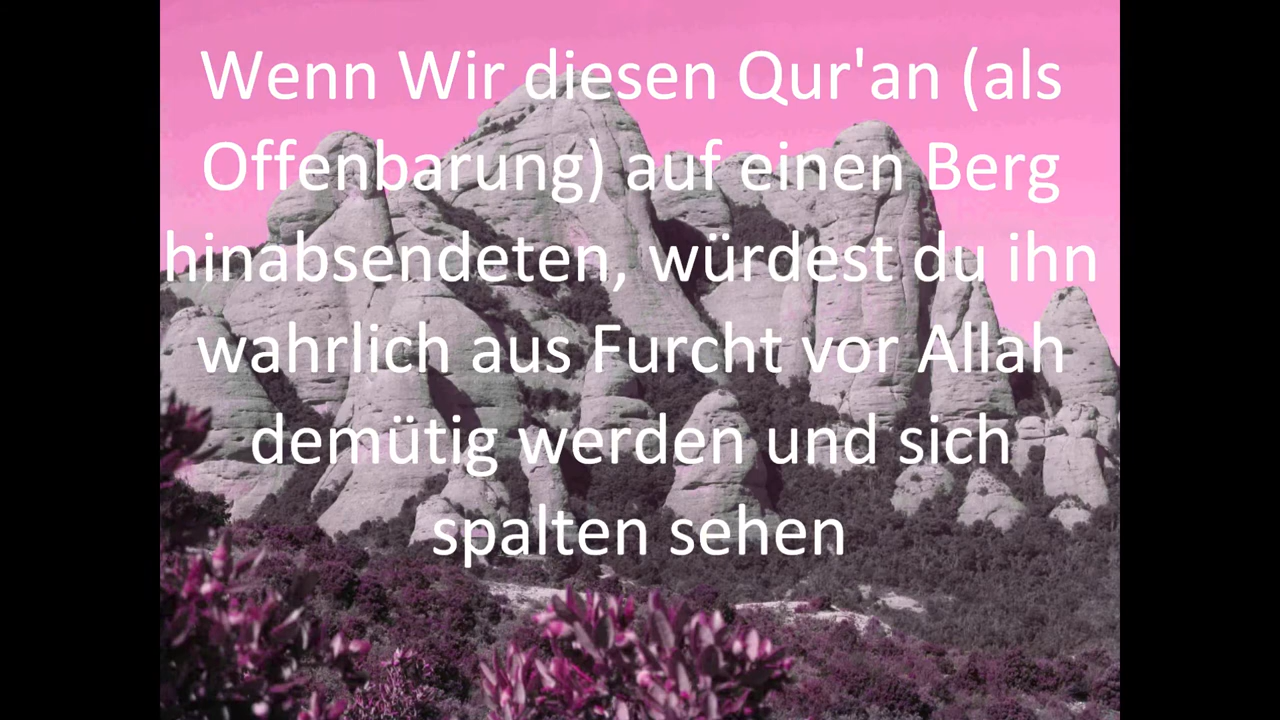 Wenn Wir diesen Qur'an (als
Offenbarung) auf einen Berg
hinabsendeten, würdest du ihn
wahrlich aus Furcht vor Allah
demütig werden und sich
spalten sehen